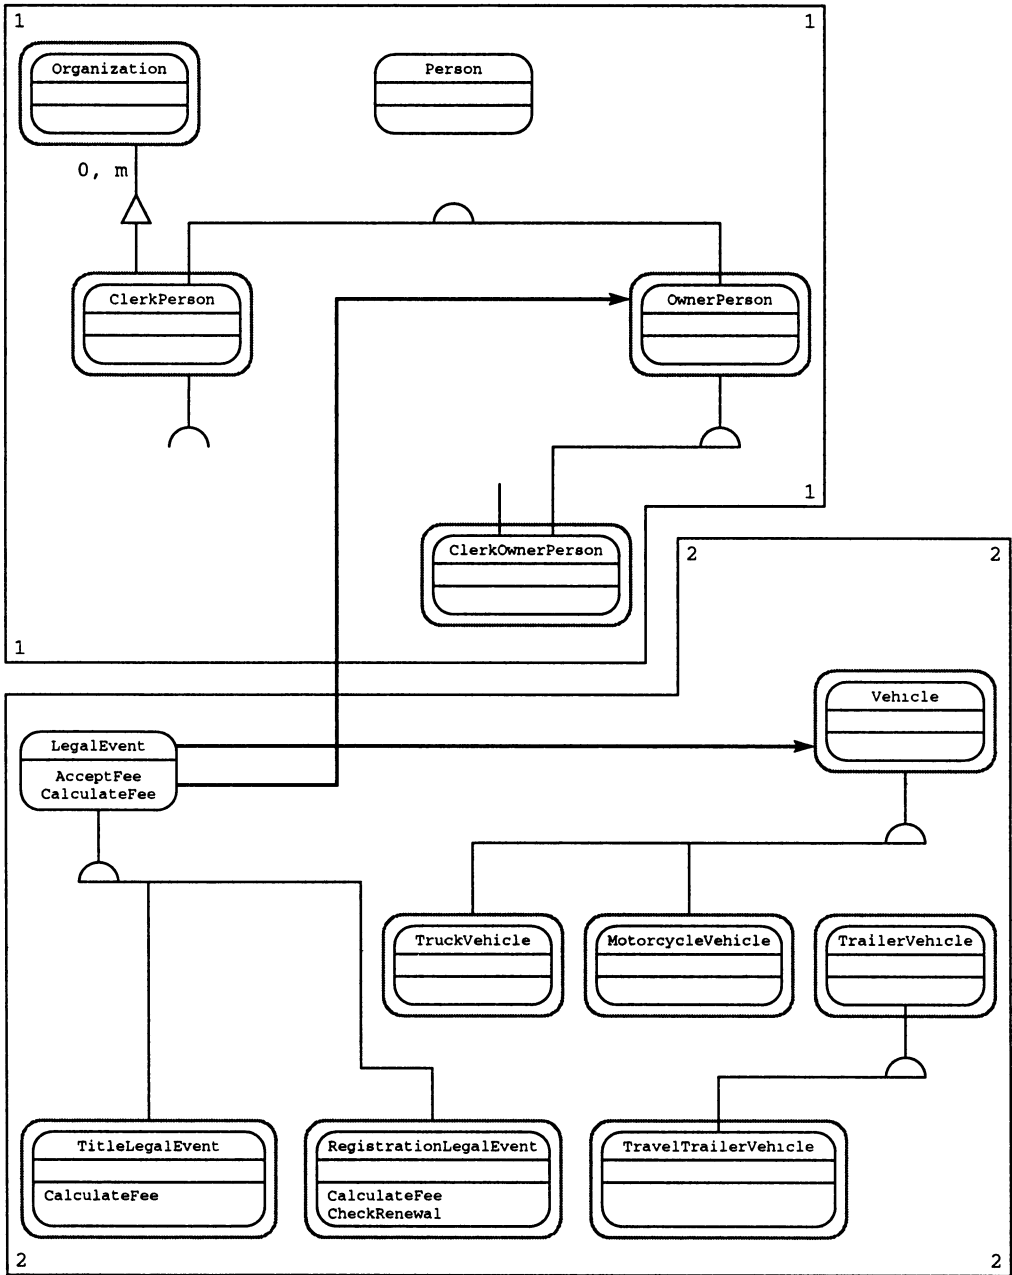 1 1
Organization
Person
0, m
ClerkPerson
OwnerPerson
1
ClerkOwnerPerson
2 2
1
Vehicle
LegalEvent
AcceptFee
CalculateFee
TruckVehicle
MotorcycleVehicle
TrailerVehicle
TitleLegalEvent
RegistrationLegalEvent
TravelTrailerVehicle
CalculateFee
CalculateFee
CheckRenewal
2 2